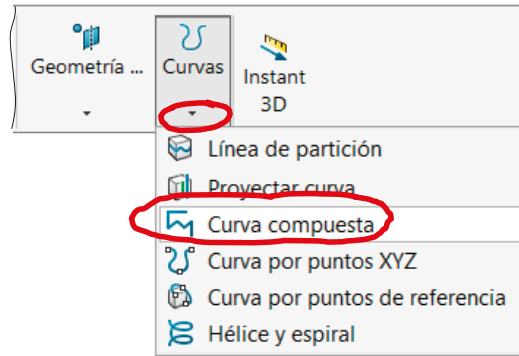 Geometría ...
Curvas
Instant
3D
Línea de partición
Proyectar curva
Curva compuesta
Curva por puntos XYZ
Curva por puntos de referencia
Hélice y espiral